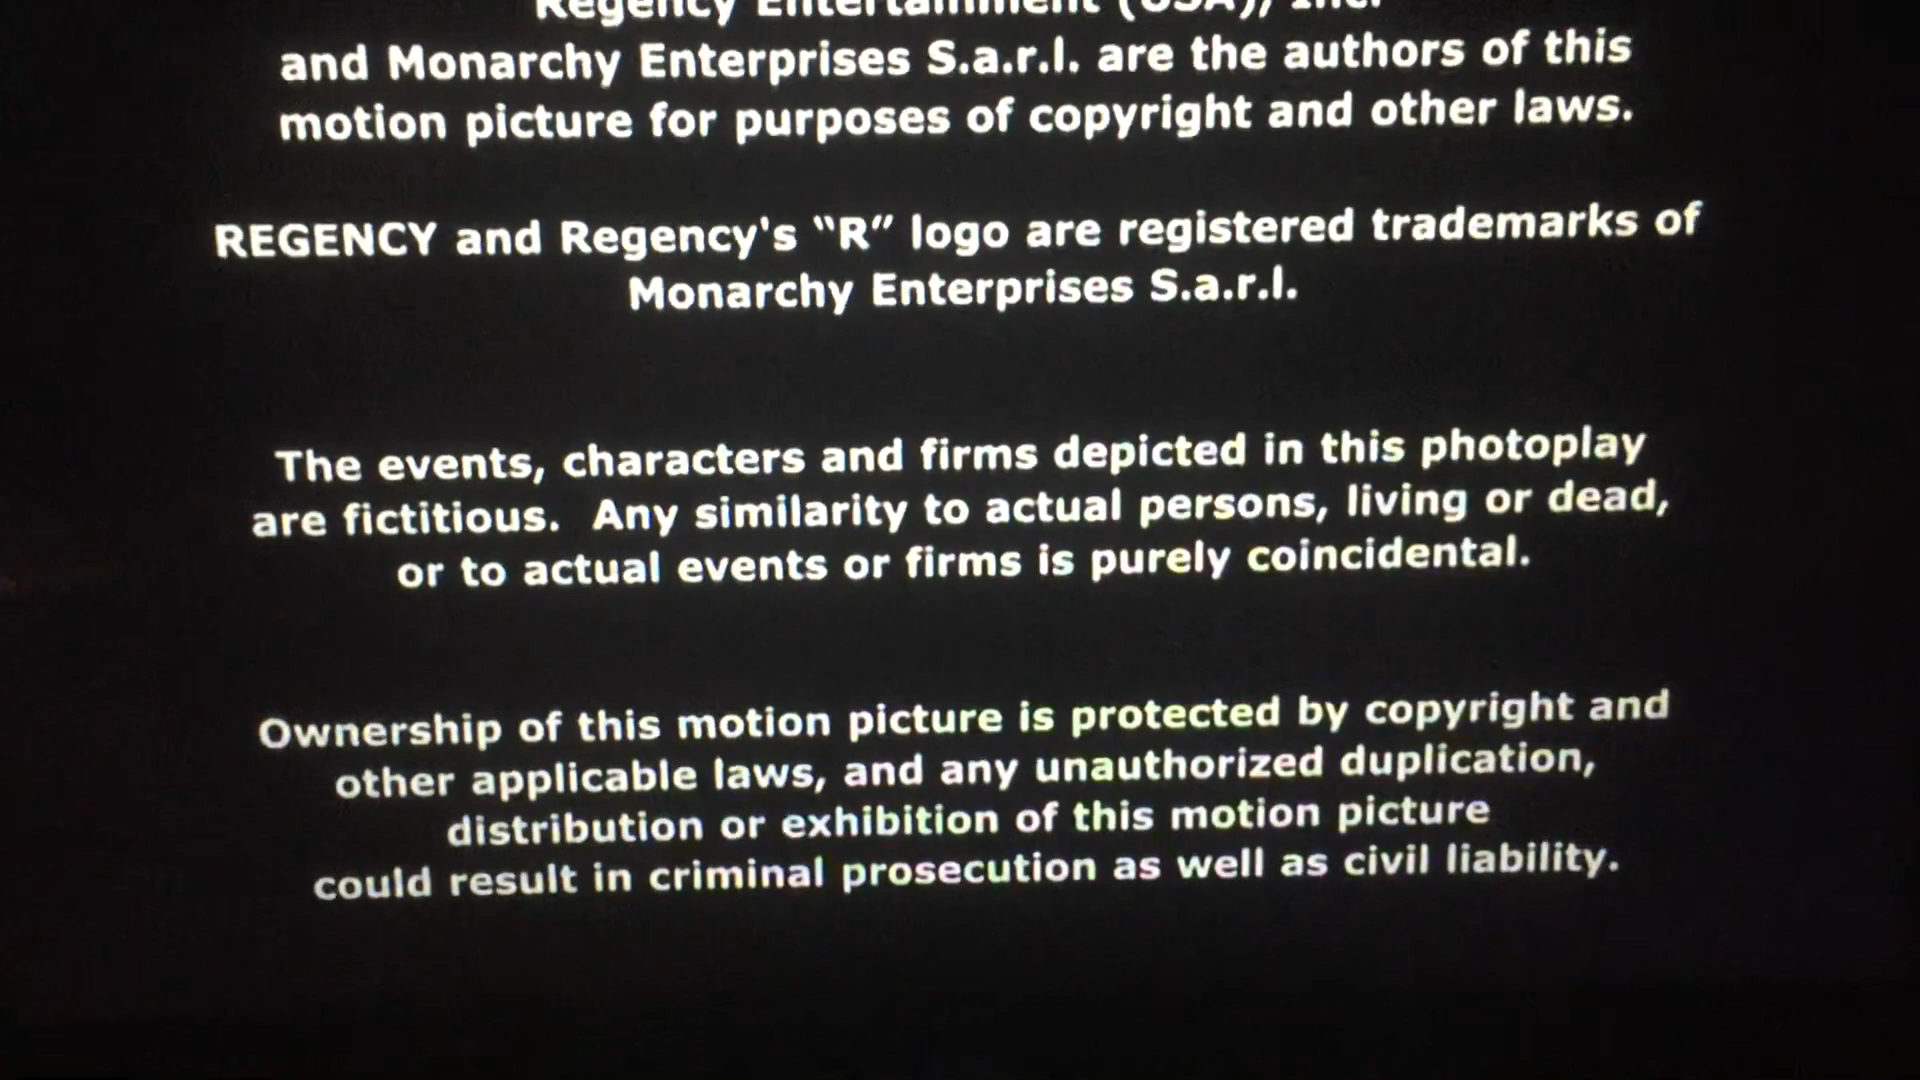 Regency Entertainment (USA), Inc.
and Monarchy Enterprises S.a.r.l. are the authors of this
motion picture for purposes of copyright and other laws.
REGENCY and Regency's “R” logo are registered trademarks of
Monarchy Enterprises S.a.r.l.
The events, characters and firms depicted in this photoplay
are fictitious.  Any similarity to actual persons, living or dead,
or to actual events or firms is purely coincidental.
Ownership of this motion picture is protected by copyright and
other applicable laws, and any unauthorized duplication,
distribution or exhibition of this motion picture
could result in criminal prosecution as well as civil liability.